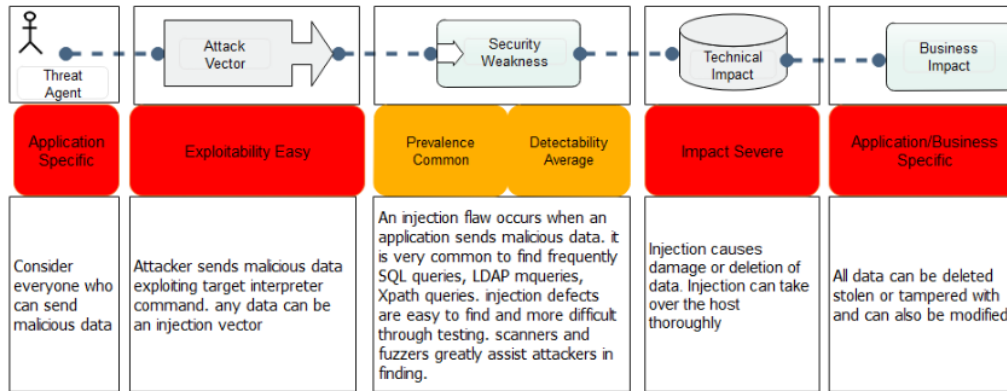 Threat
Agent
Attack
Vector
Security
Weakness
Technical
Impact
Business
Impact
Application
Specific
Exploitability Easy
Prevalence
Common
Detectability
Average
Impact Severe
Application/Business
Specific
Consider
everyone who
can send
malicious data
Attacker sends malicious data
exploiting target interpreter
command. any data can be
an injection vector
An injection flaw occurs when an
application sends malicious data. it
is very common to find frequently
SQL queries, LDAP mqueries,
Xpath queries. injection defects
are easy to find and more difficult
through testing. scanners and
fuzzers greatly assist attackers in
finding.
Injection causes
damage or deletion of
data. Injection can take
over the host
thoroughly
All data can be deleted
stolen or tampered with
and can also be modified